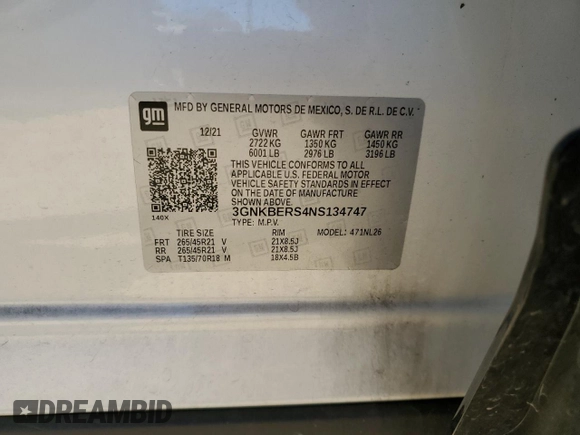 gm
MFD BY GENERAL MOTORS DE MEXICO, S. DE R.L. DE C.V.
12/21 GVWR GAWR FRT GAWR RR
2722 KG 1350 KG 1450 KG
6001 LB 2976 LB 3196 LB
THIS VEHICLE CONFORMS TO ALL
APPLICABLE U.S. FEDERAL MOTOR
VEHICLE SAFETY STANDARDS IN EFFECT
ON THE DATE OF MANUFACTURE
SHOWN ABOVE.
140X
3GNKBERS4NS134747
TYPE: M.P.V.
TIRE SIZE RIM MODEL: 471NL26
FRT 265/45R21 V 21X8.5J
RR 265/45R21 V 21X8.5J
SPA T135/70R18 M 18X4.5B
DREAMBID